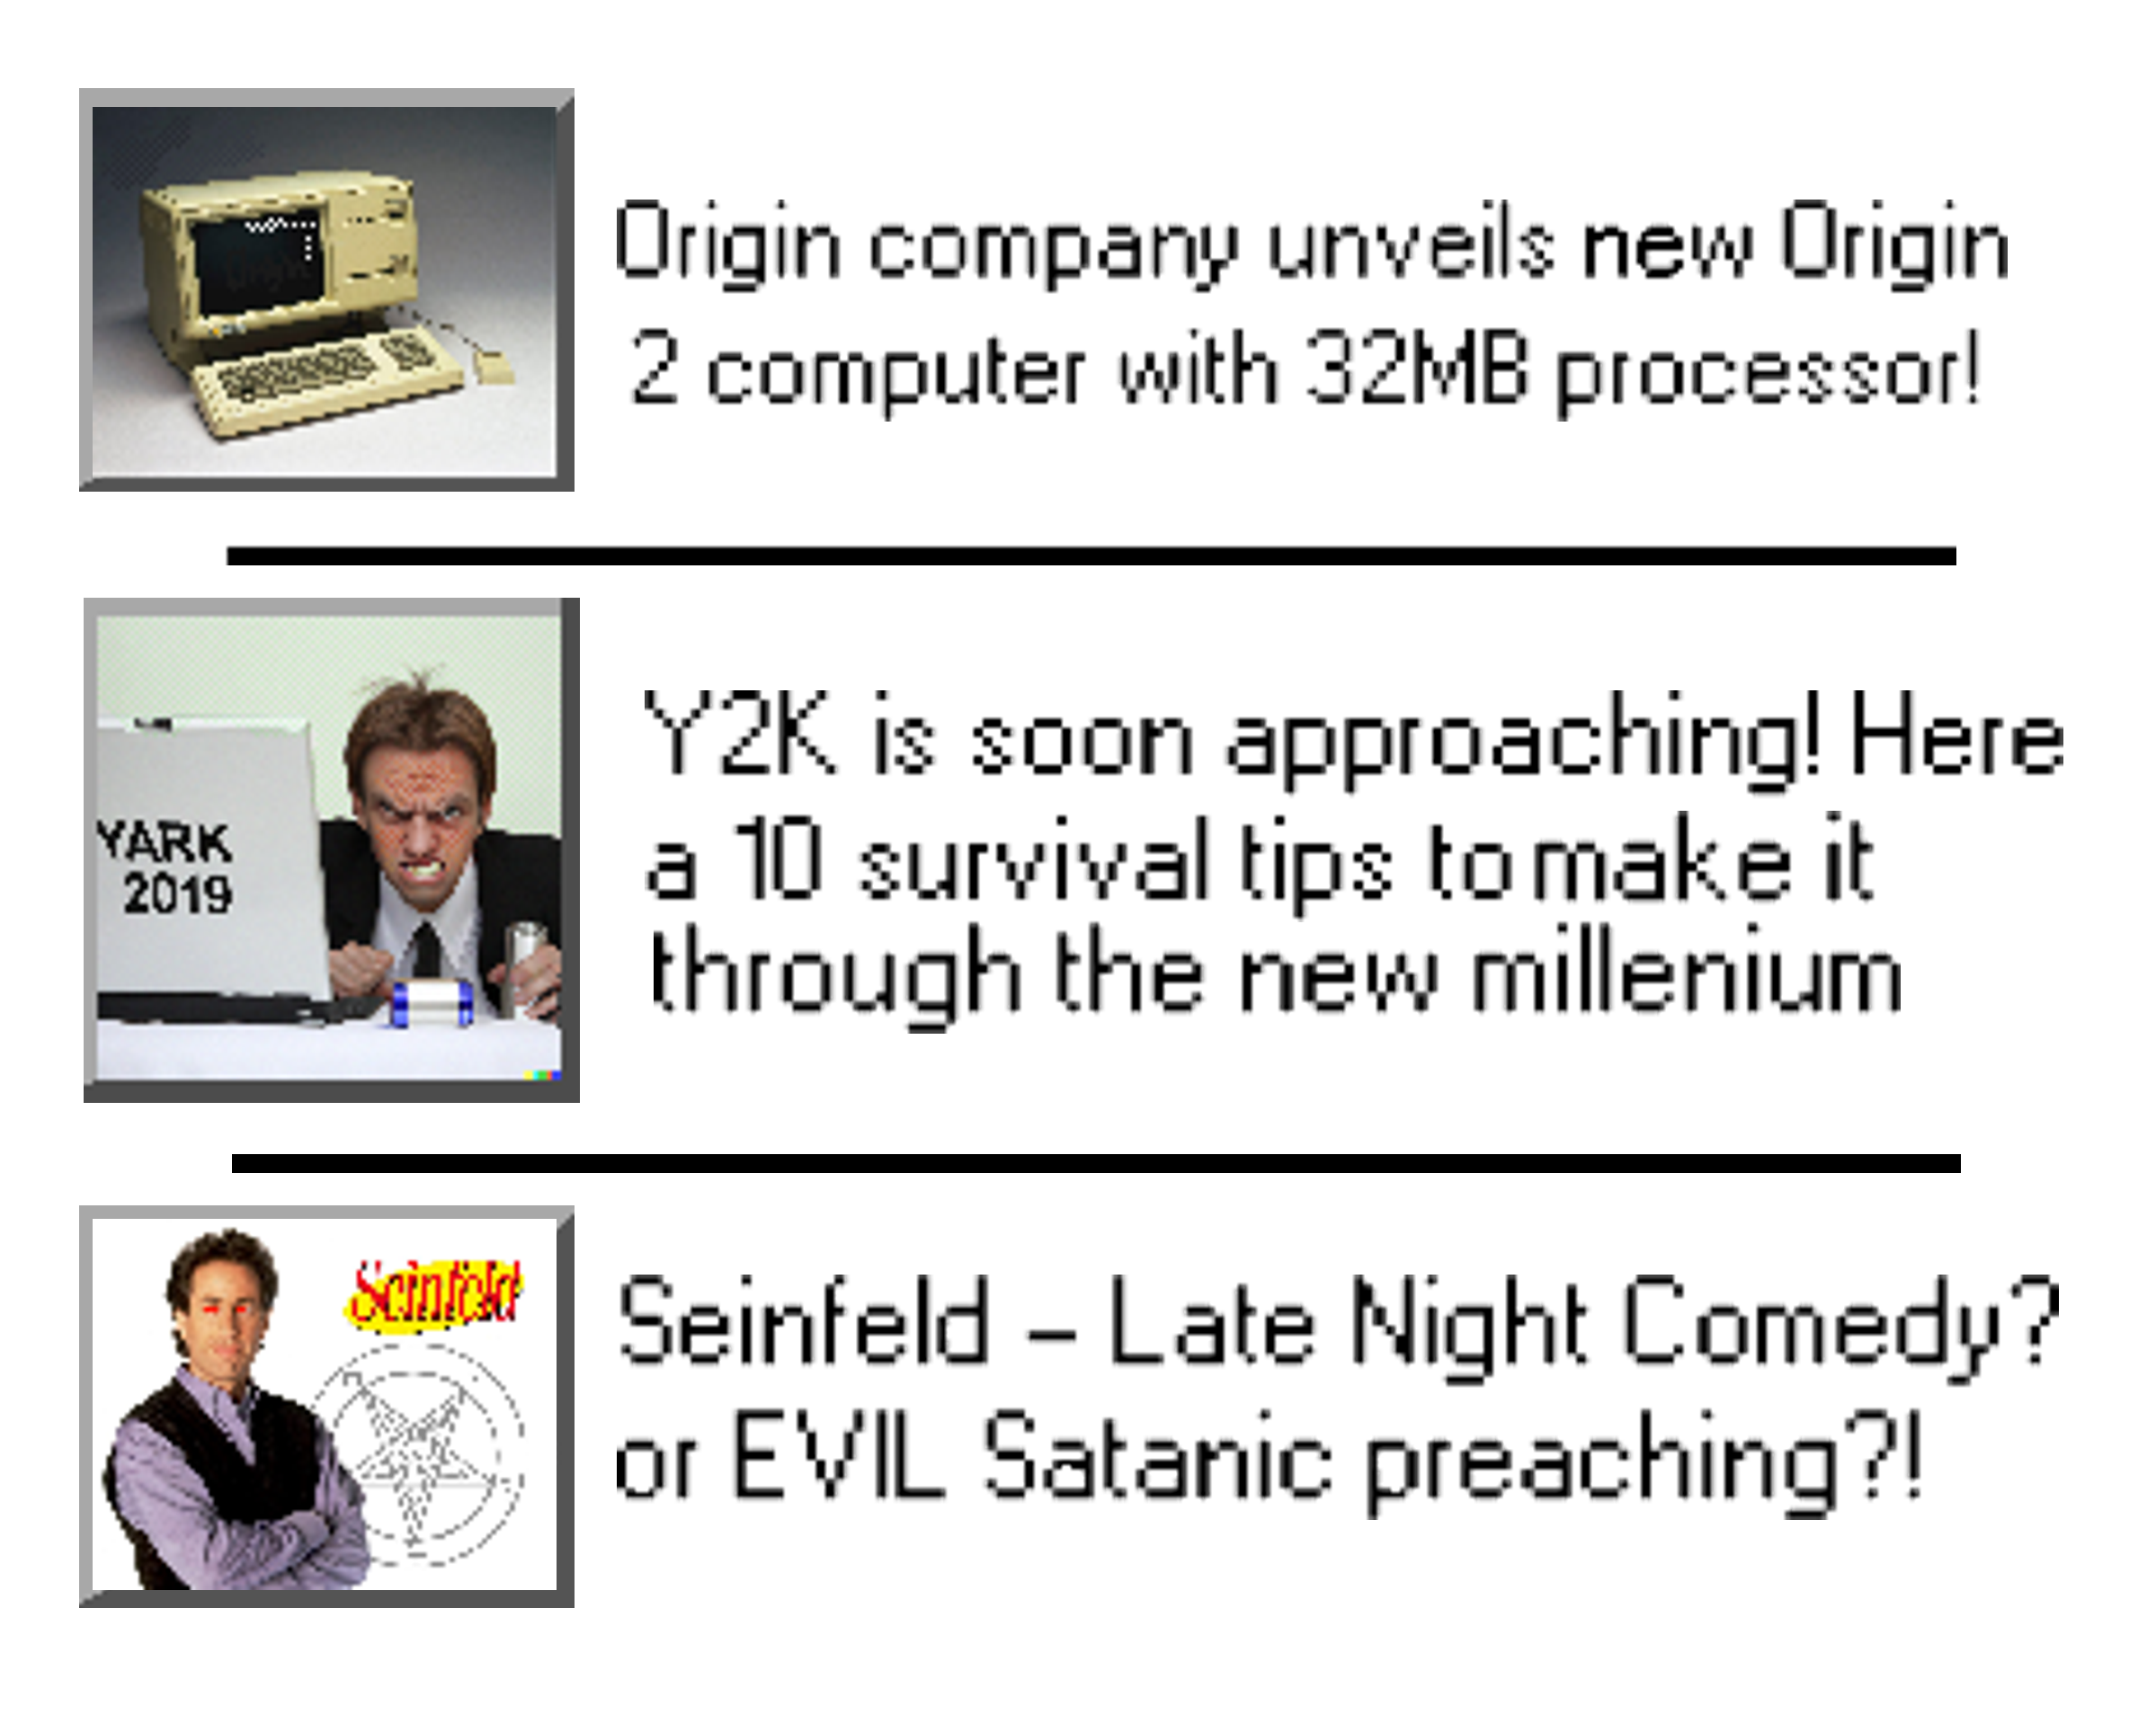 Origin company unveils new Origin
2 computer with 32MB processor!
YARK
2019
Y2K is soon approaching! Here
a 10 survival tips to make it
through the new millenium
Seinfeld
Seinfeld - Late Night Comedy?
or EVIL Satanic preaching?!